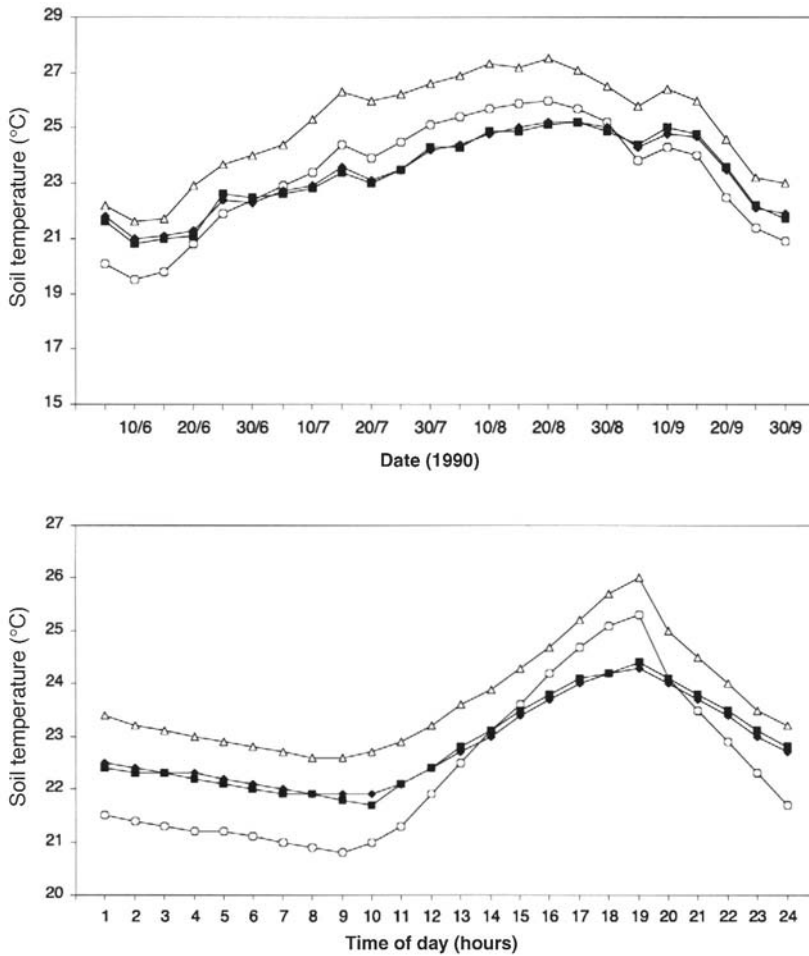 29
27
25
23
21
19
17
15
Soil temperature (°C)
10/6 20/6 30/6 10/7 20/7 30/7 10/8 20/8 30/8 10/9 20/9 30/9
Date (1990)
27
26
25
24
23
22
21
20
Soil temperature (°C)
1 2 3 4 5 6 7 8 9 10 11 12 13 14 15 16 17 18 19 20 21 22 23 24
Time of day (hours)